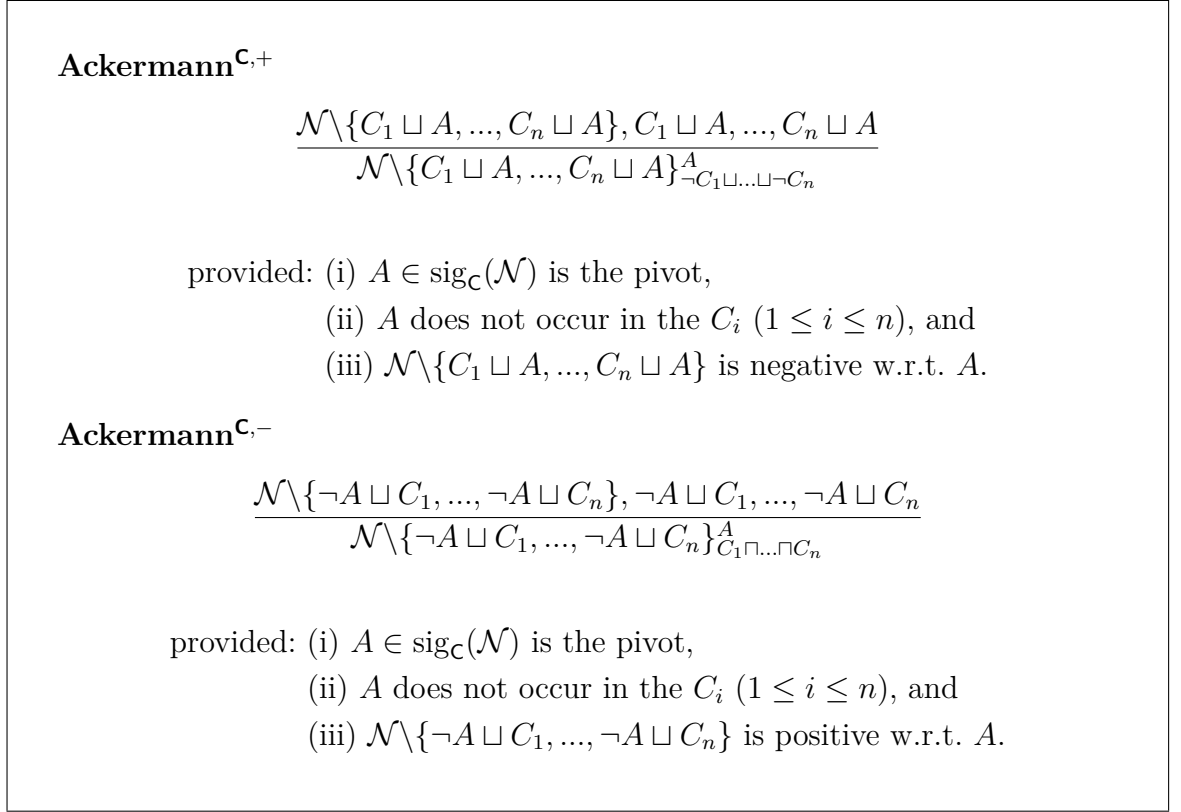 Ackermann^{C,+}
𝒩\{C₁ ⊔ A, ..., Cₙ ⊔ A}, C₁ ⊔ A, ..., Cₙ ⊔ A
𝒩\{C₁ ⊔ A, ..., Cₙ ⊔ A}^{A}_{¬C₁⊔...⊔¬Cₙ}
provided: (i) A ∈ sig_C(𝒩) is the pivot,
(ii) A does not occur in the Cᵢ (1 ≤ i ≤ n), and
(iii) 𝒩\{C₁ ⊔ A, ..., Cₙ ⊔ A} is negative w.r.t. A.
Ackermann^{C,−}
𝒩\{¬A ⊔ C₁, ..., ¬A ⊔ Cₙ}, ¬A ⊔ C₁, ..., ¬A ⊔ Cₙ
𝒩\{¬A ⊔ C₁, ..., ¬A ⊔ Cₙ}^{A}_{C₁⊓...⊓Cₙ}
provided: (i) A ∈ sig_C(𝒩) is the pivot,
(ii) A does not occur in the Cᵢ (1 ≤ i ≤ n), and
(iii) 𝒩\{¬A ⊔ C₁, ..., ¬A ⊔ Cₙ} is positive w.r.t. A.